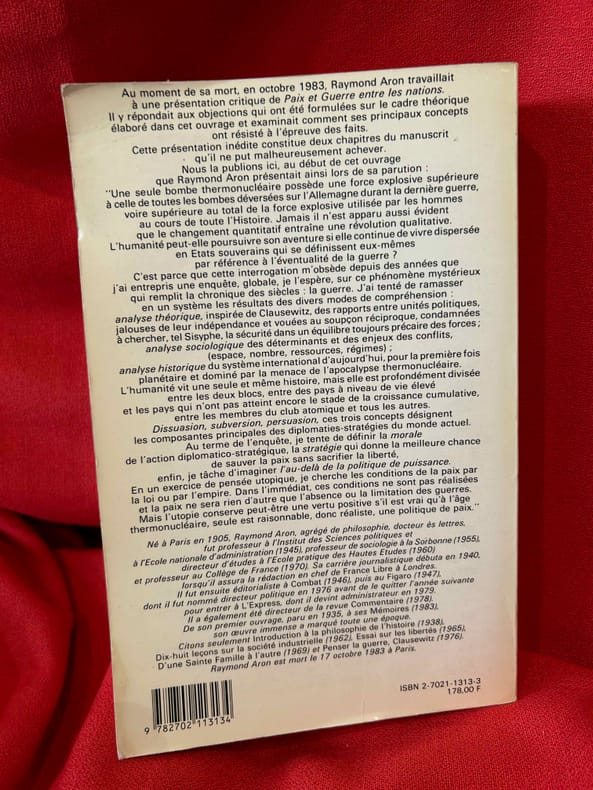 Au moment de sa mort, en octobre 1983, Raymond Aron travaillait
à une présentation critique de Paix et Guerre entre les nations.
Il y répondait aux objections qui ont été formulées sur le cadre théorique
élaboré dans cet ouvrage et examinait comment ses principaux concepts
ont résisté à l'épreuve des faits.
Cette présentation inédite constitue deux chapitres du manuscrit
qu'il ne put malheureusement achever.
Nous la publions ici, au début de cet ouvrage
que Raymond Aron présentait ainsi lors de sa parution :
"Une seule bombe thermonucléaire possède une force explosive supérieure
à celle de toutes les bombes déversées sur l'Allemagne durant la dernière guerre,
voire supérieure au total de la force explosive utilisée par les hommes
au cours de toute l'Histoire. Jamais il n'est apparu aussi évident
que le changement quantitatif entraîne une révolution qualitative.
L'humanité peut-elle poursuivre son aventure si elle continue de vivre dispersée
en Etats souverains qui se définissent eux-mêmes
par référence à l'éventualité de la guerre ?
C'est parce que cette interrogation m'obsède depuis des années que
j'ai entrepris une enquête, globale, je l'espère, sur ce phénomène mystérieux
qui remplit la chronique des siècles : la guerre. J'ai tenté de ramasser
en un système les résultats des divers modes de compréhension :
analyse théorique, inspirée de Clausewitz, des rapports entre unités politiques,
jalouses de leur indépendance et vouées au soupçon réciproque, condamnées
à chercher, tel Sisyphe, la sécurité dans un équilibre toujours précaire des forces ;
analyse sociologique des déterminants et des enjeux des conflits,
(espace, nombre, ressources, régimes) ;
analyse historique du système international d'aujourd'hui, pour la première fois
planétaire et dominé par la menace de l'apocalypse thermonucléaire.
L'humanité vit une seule et même histoire, mais elle est profondément divisée
entre les deux blocs, entre des pays à niveau de vie élevé
et les pays qui n'ont pas atteint encore le stade de la croissance cumulative,
entre les membres du club atomique et tous les autres.
Dissuasion, subversion, persuasion, ces trois concepts désignent
les composantes principales des diplomaties-stratégies du monde actuel.
Au terme de l'enquête, je tente de définir la morale
de l'action diplomatico-stratégique, la stratégie qui donne la meilleure chance
de sauver la paix sans sacrifier la liberté,
enfin, je tâche d'imaginer l'au-delà de la politique de puissance.
En un exercice de pensée utopique, je cherche les conditions de la paix par
la loi ou par l'empire. Dans l'immédiat, ces conditions ne sont pas réalisées
et la paix ne sera rien d'autre que l'absence ou la limitation des guerres.
Mais l'utopie conserve peut-être une vertu positive s'il est vrai qu'à l'âge
thermonucléaire, seule est raisonnable, donc réaliste, une politique de paix."
Né à Paris en 1905, Raymond Aron, agrégé de philosophie, docteur ès lettres,
fut professeur à l'Institut des Sciences politiques et
à l'Ecole nationale d'administration (1945), professeur de sociologie à la Sorbonne (1955),
directeur d'études à l'Ecole pratique des Hautes Etudes (1960)
et professeur au Collège de France (1970). Sa carrière journalistique débuta en 1940,
lorsqu'il assura la rédaction en chef de France Libre à Londres.
Il fut ensuite éditorialiste à Combat (1946), puis au Figaro (1947),
dont il fut nommé directeur politique en 1976 avant de le quitter l'année suivante
pour entrer à L'Express, dont il devint administrateur en 1979.
Il a également été directeur de la revue Commentaire (1978).
De son premier ouvrage, paru en 1935, à ses Mémoires (1983),
son œuvre immense a marqué toute une époque.
Citons seulement Introduction à la philosophie de l'histoire (1938),
Dix-huit leçons sur la société industrielle (1962), Essai sur les libertés (1965),
D'une Sainte Famille à l'autre (1969) et Penser la guerre, Clausewitz (1976).
Raymond Aron est mort le 17 octobre 1983 à Paris.
ISBN 2-7021-1313-3
178,00 F
9 782702 113134